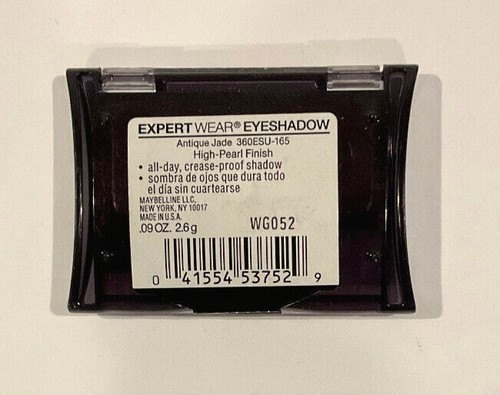 EXPERT WEAR® EYESHADOW
Antique Jade 360ESU-165
High-Pearl Finish
• all-day, crease-proof shadow
• sombra de ojos que dura todo
el día sin cuartearse
MAYBELLINE LLC,
NEW YORK, NY 10017
MADE IN U.S.A.
.09 OZ. 2.6 g
WG052
0 41554 53752 9